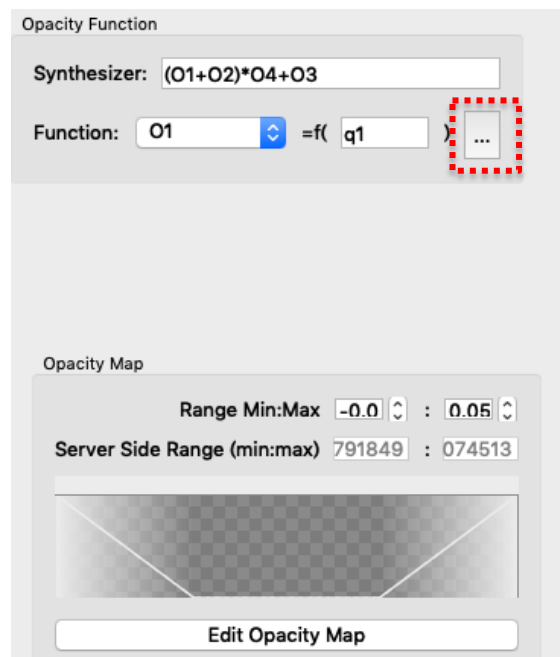 Opacity Function
Synthesizer: (O1+O2)*O4+O3
Function: O1 =f( q1 ) ...
Opacity Map
Range Min:Max -0.0 : 0.05
Server Side Range (min:max) 791849 : 074513
Edit Opacity Map